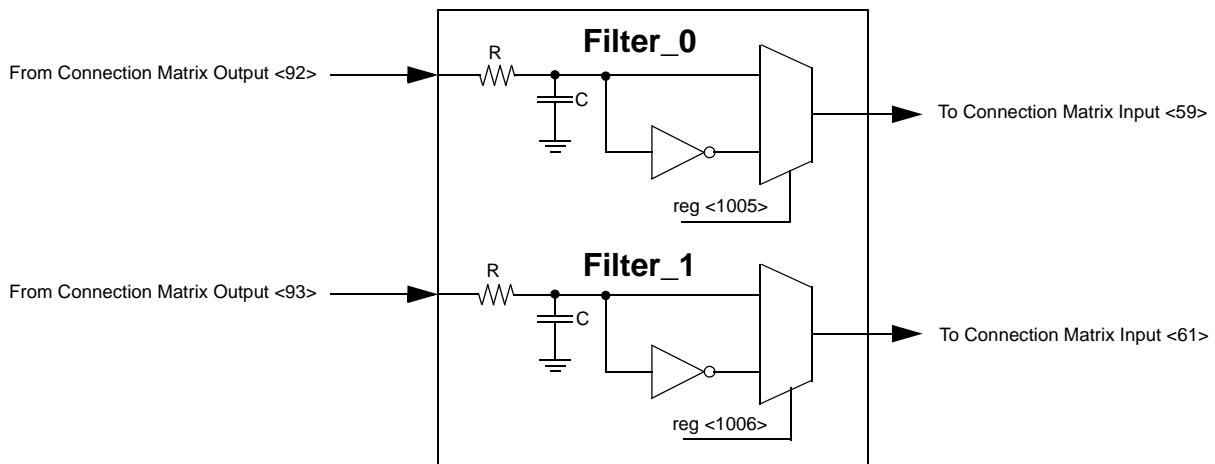 Filter_0
R
From Connection Matrix Output <92>
C
To Connection Matrix Input <59>
reg <1005>
Filter_1
R
From Connection Matrix Output <93>
C
To Connection Matrix Input <61>
reg <1006>